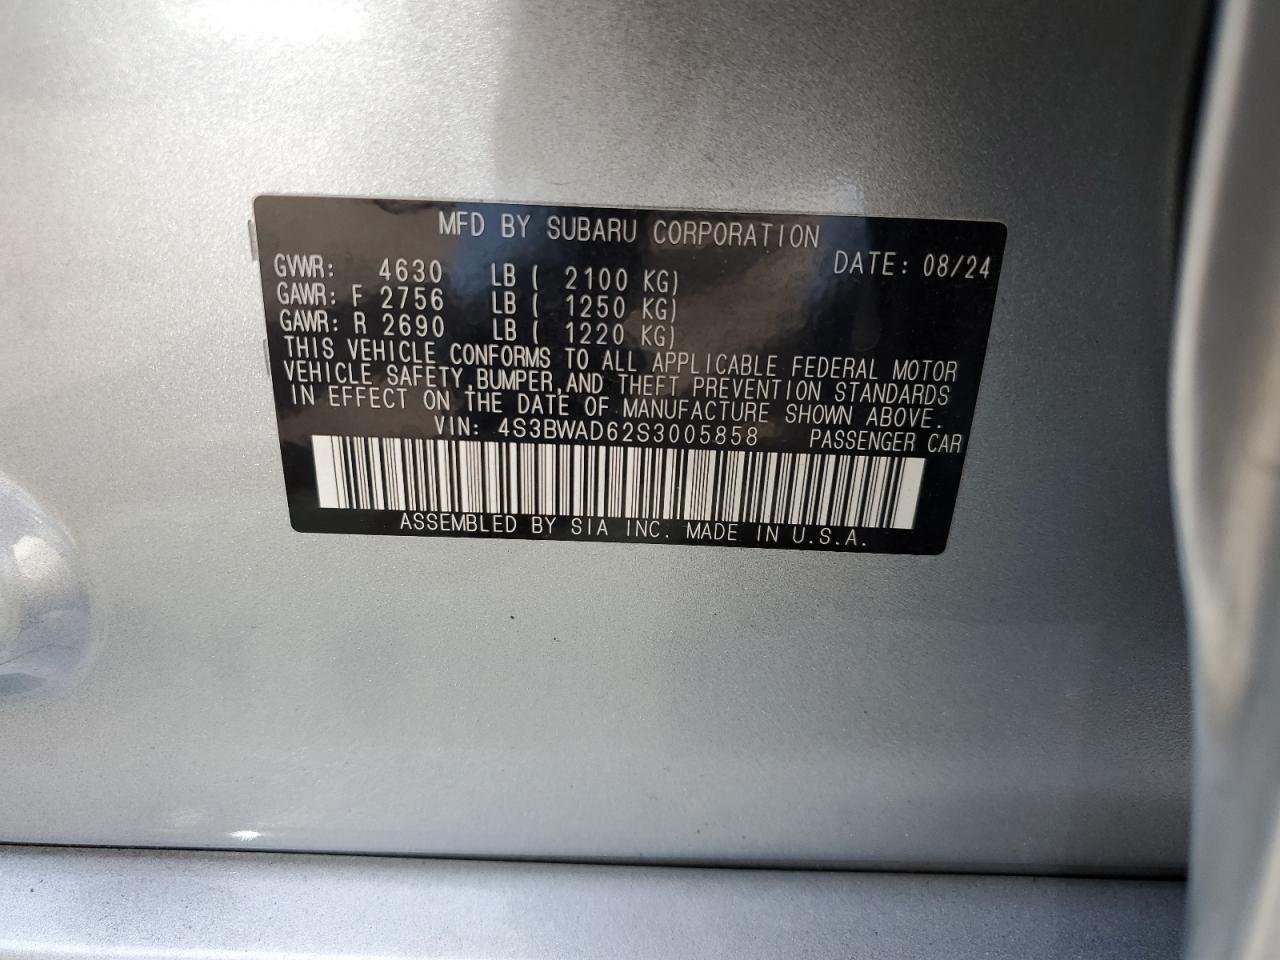 MFD BY SUBARU CORPORATION
DATE: 08/24
GVWR: 4630 LB ( 2100 KG)
GAWR: F 2756 LB ( 1250 KG)
GAWR: R 2690 LB ( 1220 KG)
THIS VEHICLE CONFORMS TO ALL APPLICABLE FEDERAL MOTOR
VEHICLE SAFETY,BUMPER,AND THEFT PREVENTION STANDARDS
IN EFFECT ON THE DATE OF MANUFACTURE SHOWN ABOVE.
VIN: 4S3BWAD62S3005858 PASSENGER CAR
ASSEMBLED BY SIA INC. MADE IN U.S.A.